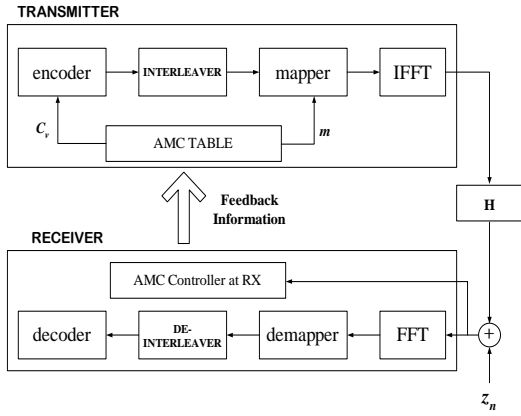 TRANSMITTER
encoder
INTERLEAVER
mapper
IFFT
C_v
AMC TABLE
m
Feedback
Information
H
RECEIVER
AMC Controller at RX
decoder
DE-
INTERLEAVER
demapper
FFT
+
z_n